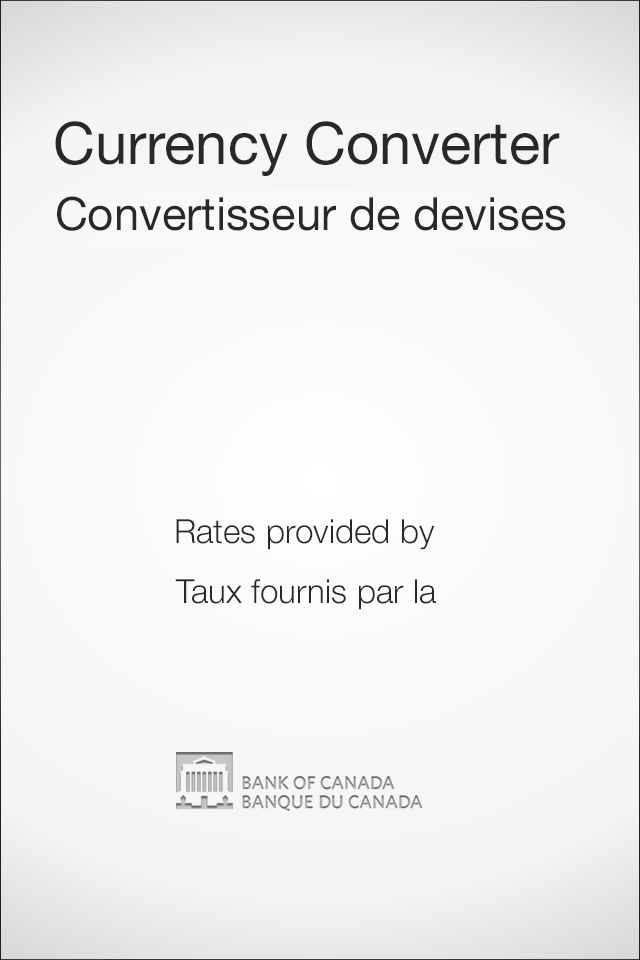 Currency Converter
Convertisseur de devises
Rates provided by
Taux fournis par la
BANK OF CANADA
BANQUE DU CANADA